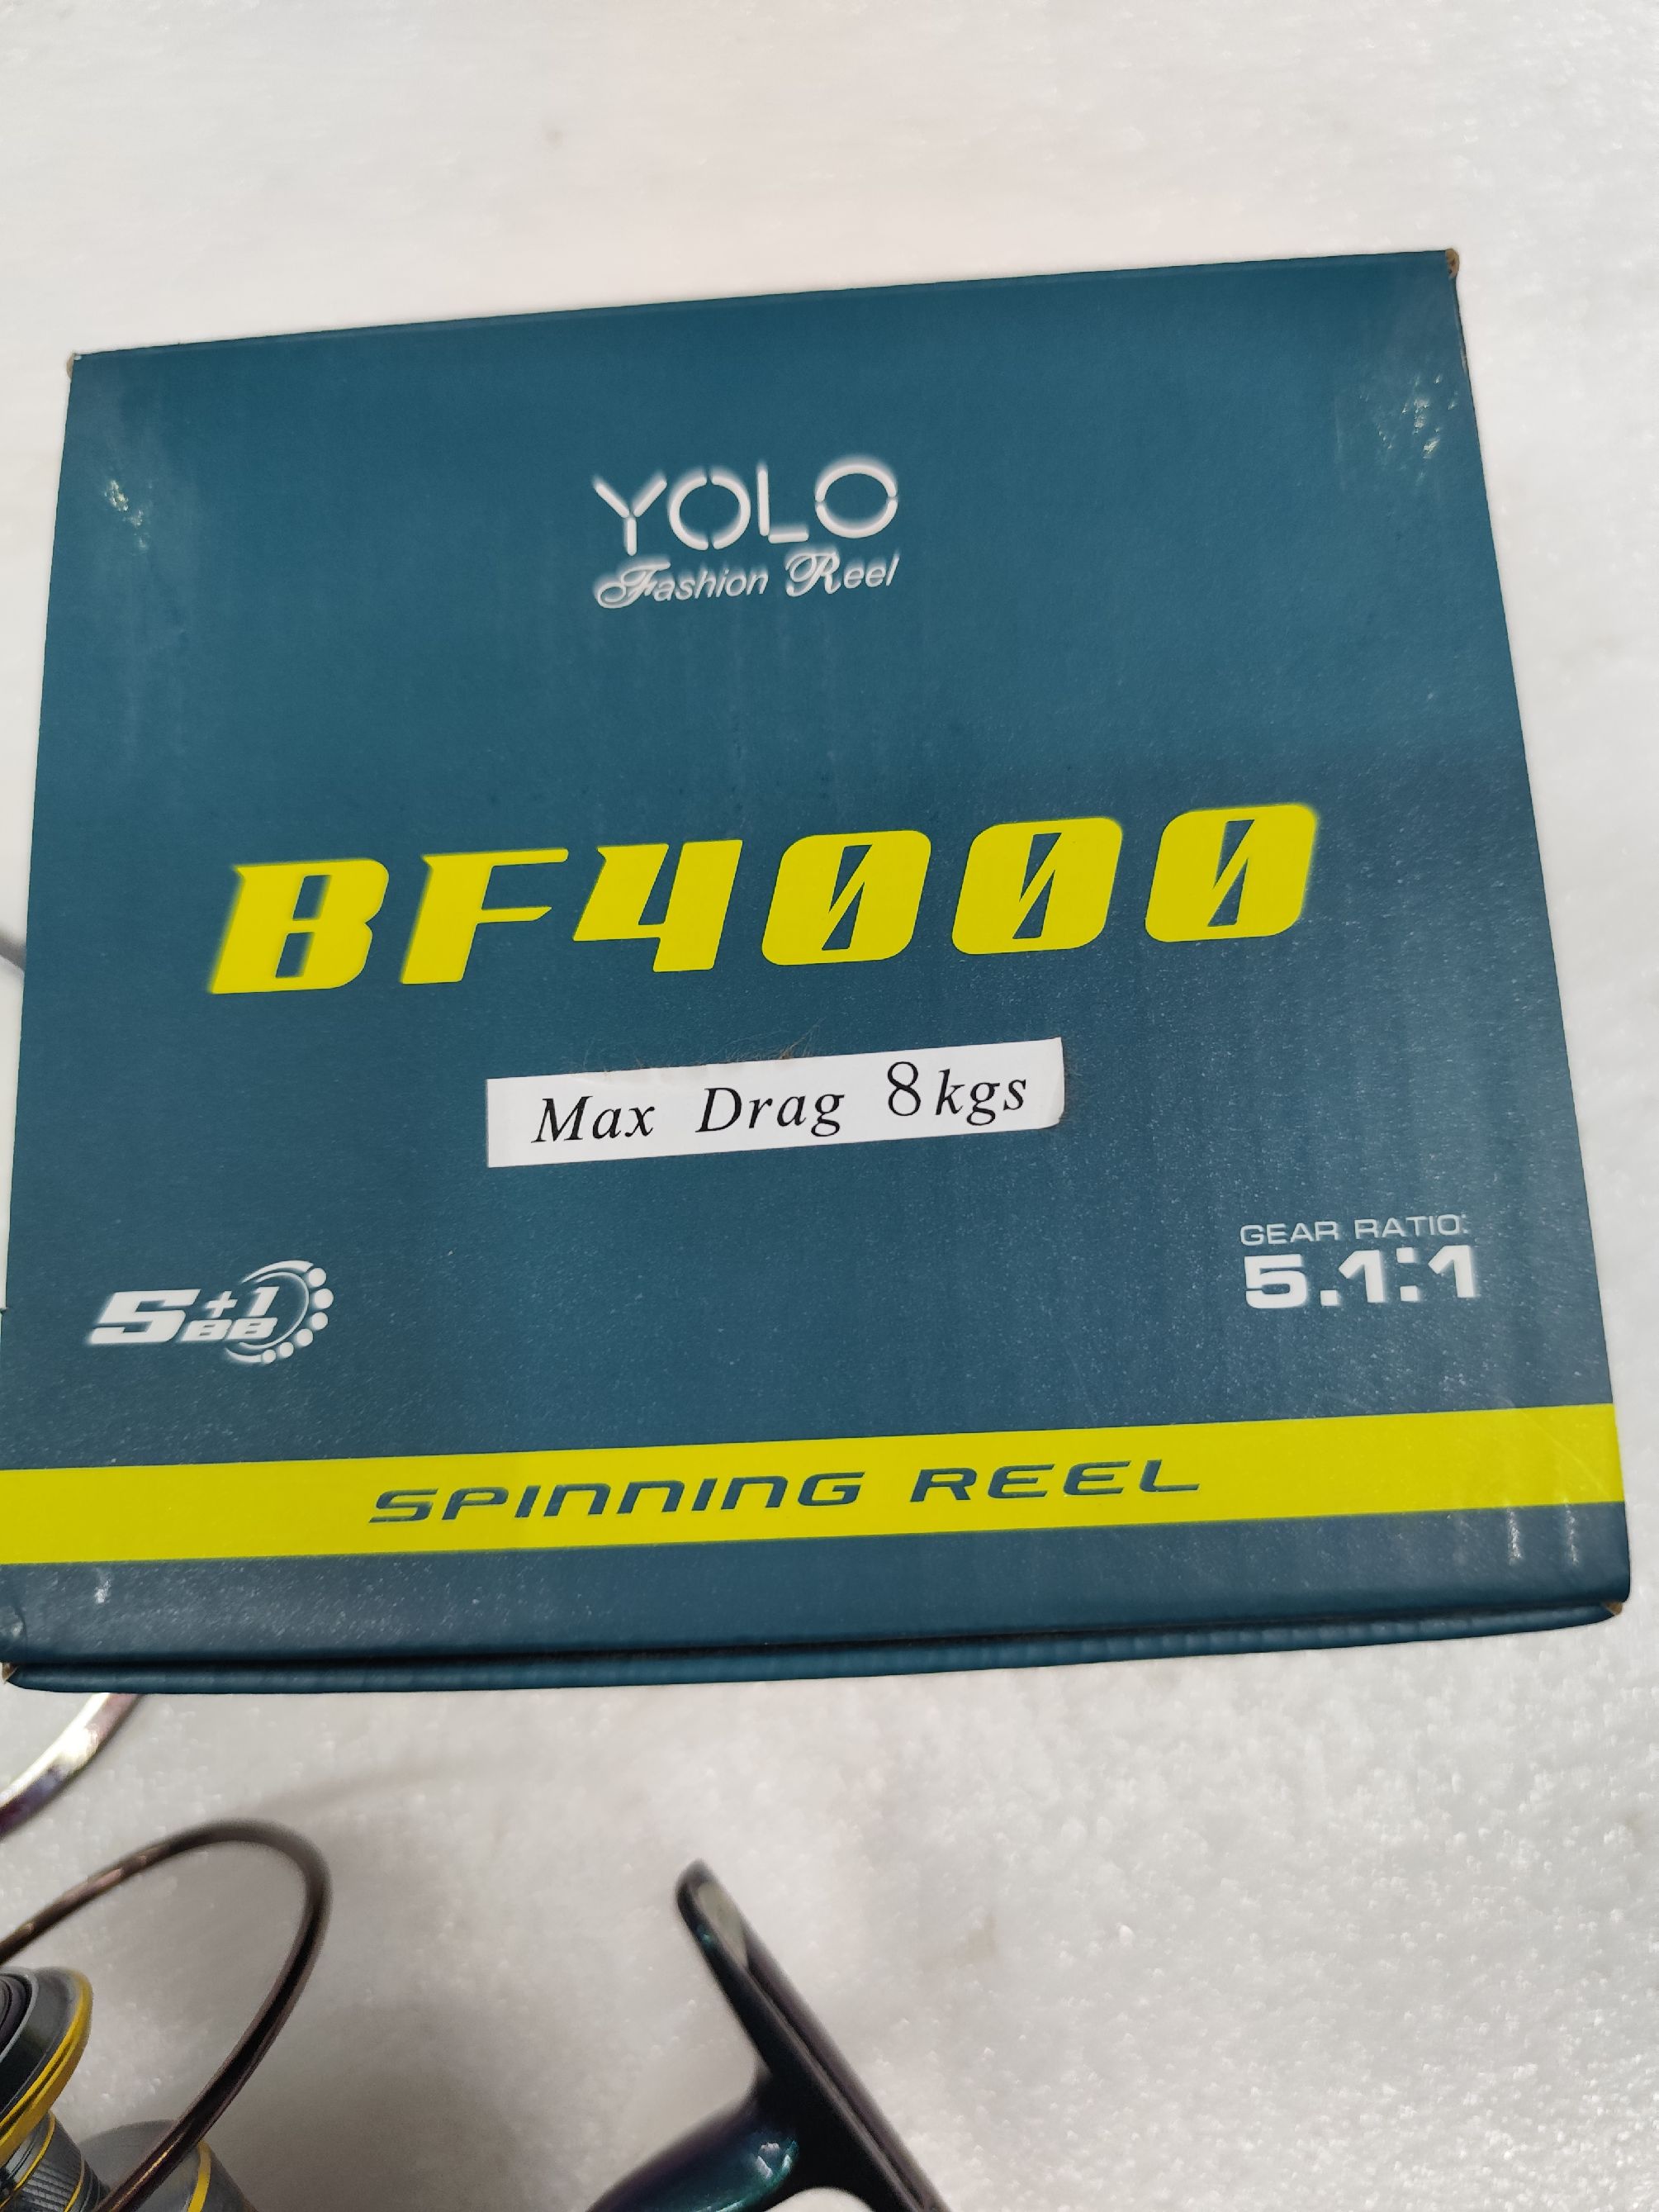 YOLO
Fashion Reel
BF4000
Max Drag 8kgs
5+1
BB
GEAR RATIO:
5.1:1
SPINNING REEL